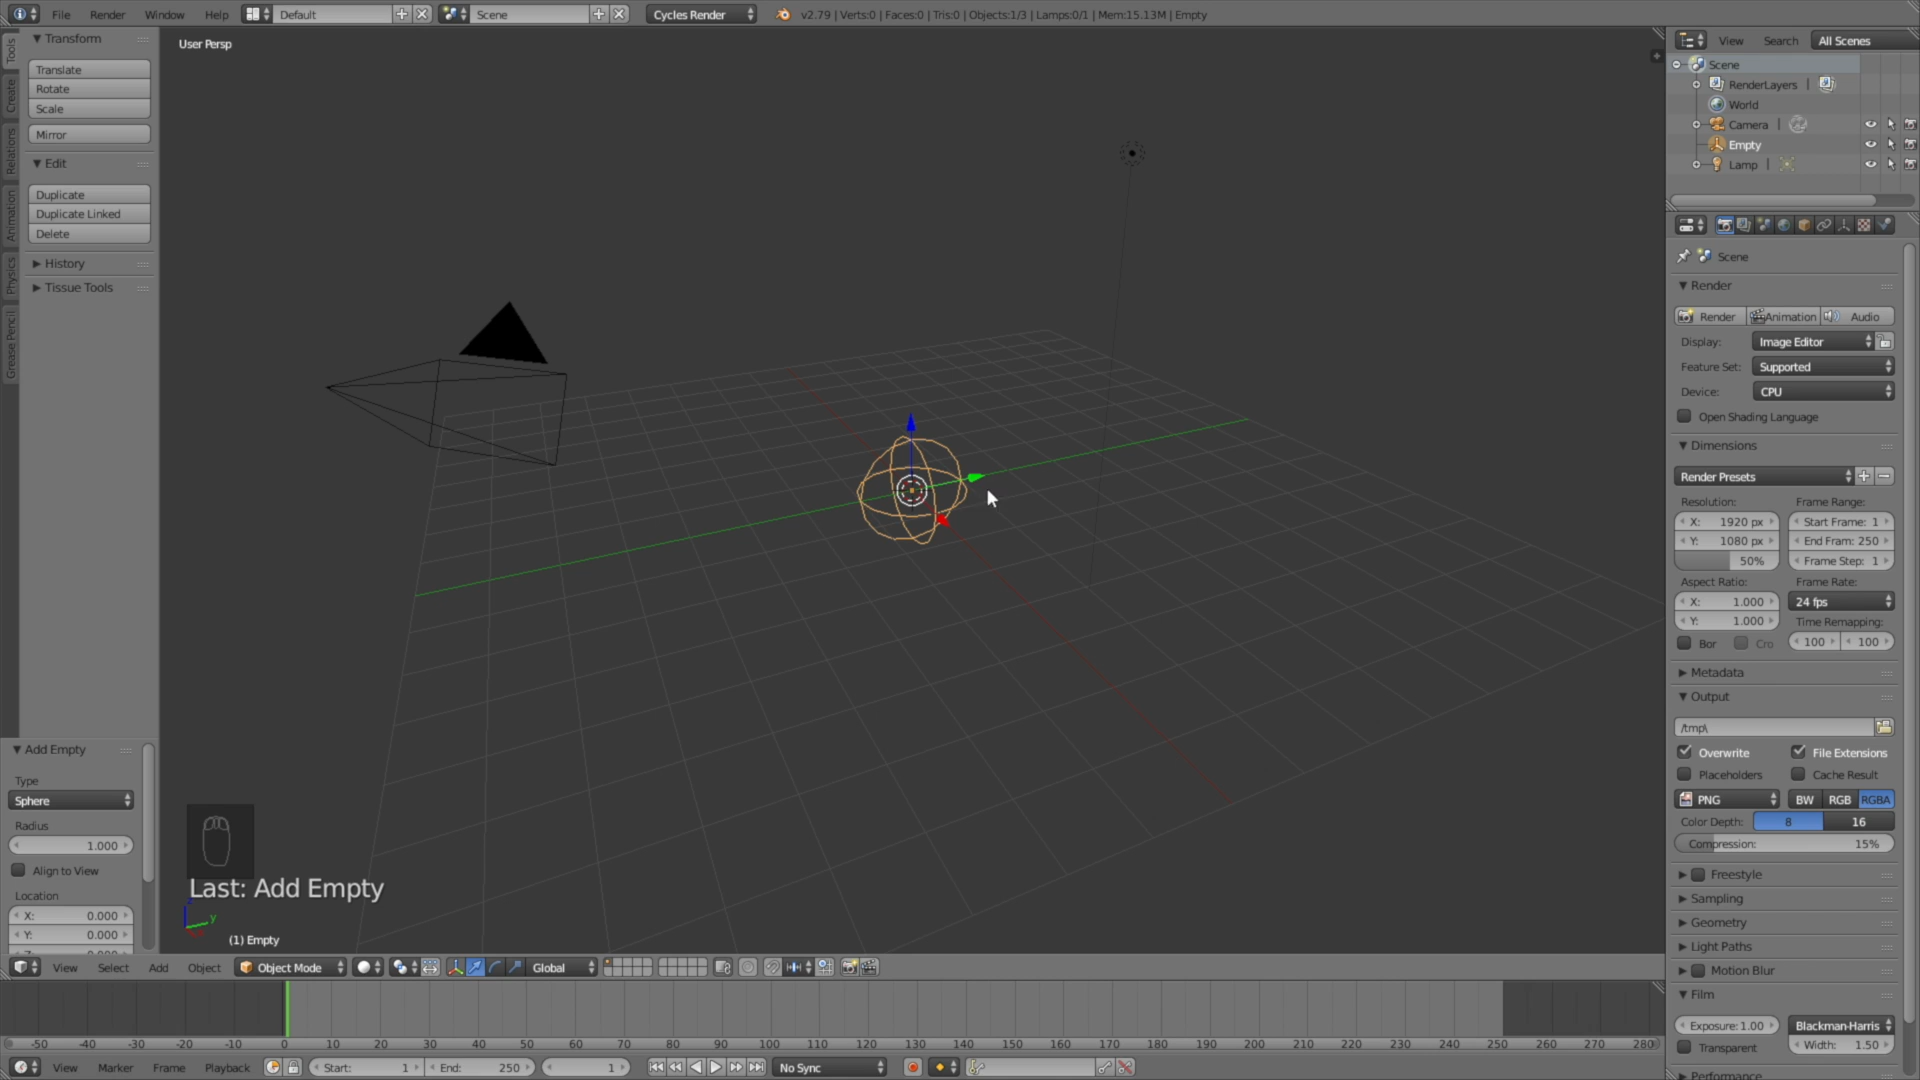 File Render Window Help Default Scene Cycles Render v2.79 | Verts:0 | Faces:0 | Tris:0 | Objects:1/3 | Lamps:0/1 | Mem:15.13M | Empty
Tools
Create
Relations
Animation
Physics
Grease Pencil
Transform
Translate
Rotate
Scale
Mirror
Edit
Duplicate
Duplicate Linked
Delete
History
Tissue Tools
Add Empty
Type
Sphere
Radius
1.000
Align to View
Location
X: 0.000
Y: 0.000
User Persp
Last: Add Empty
y
(1) Empty
View Select Add Object Object Mode Global
-50 -40 -30 -20 -10 0 10 20 30 40 50 60 70 80 90 100 110 120 130 140 150 160 170 180 190 200 210 220 230 240 250 260 270 280
View Marker Frame Playback Start: 1 End: 250 1 No Sync
View Search All Scenes
Scene
RenderLayers |
World
Camera |
Empty
Lamp |
Scene
Render
Render Animation Audio
Display: Image Editor
Feature Set: Supported
Device: CPU
Open Shading Language
Dimensions
Render Presets
Resolution: Frame Range:
X: 1920 px Start Frame: 1
Y: 1080 px End Fram: 250
50% Frame Step: 1
Aspect Ratio: Frame Rate:
X: 1.000 24 fps
Y: 1.000 Time Remapping:
Bor Cro 100 100
Metadata
Output
/tmp\
Overwrite File Extensions
Placeholders Cache Result
PNG BW RGB RGBA
Color Depth: 8 16
Compression: 15%
Freestyle
Sampling
Geometry
Light Paths
Motion Blur
Film
Exposure: 1.00 Blackman-Harris
Transparent Width: 1.50
Performance